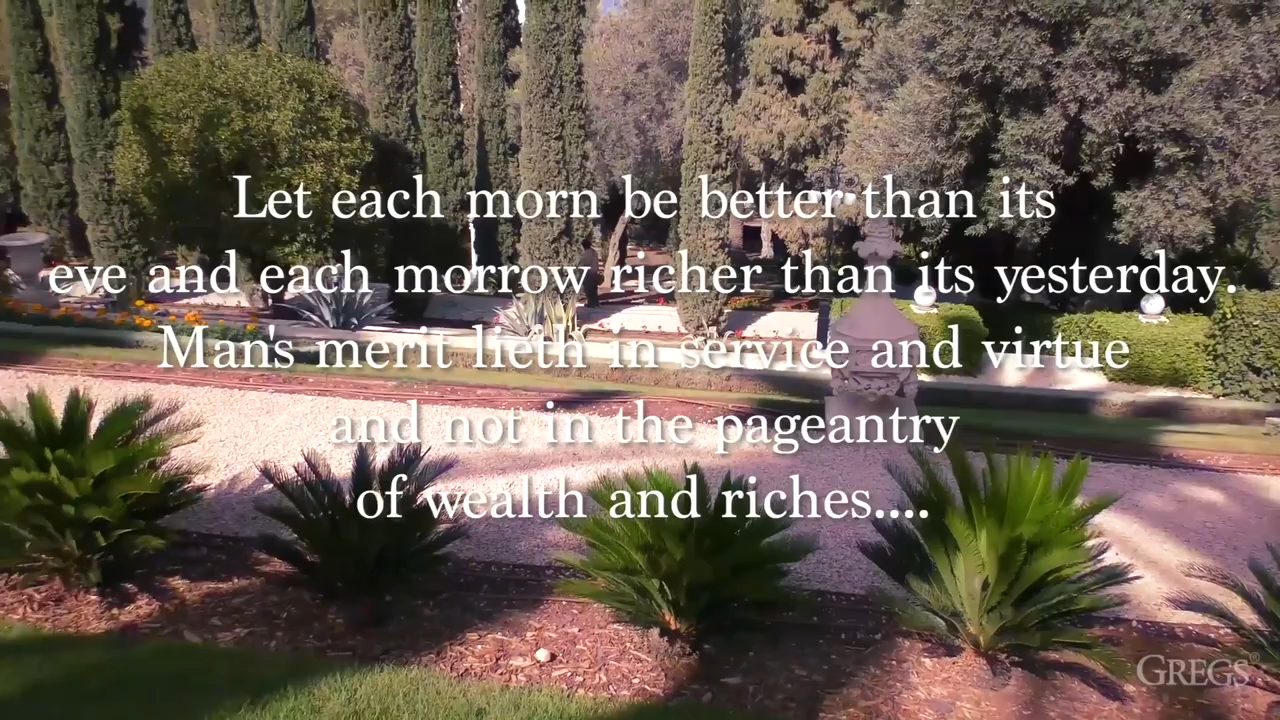 Let each morn be better than its
eve and each morrow richer than its yesterday.
Man's merit lieth in service and virtue
and not in the pageantry
of wealth and riches....
GREGS®